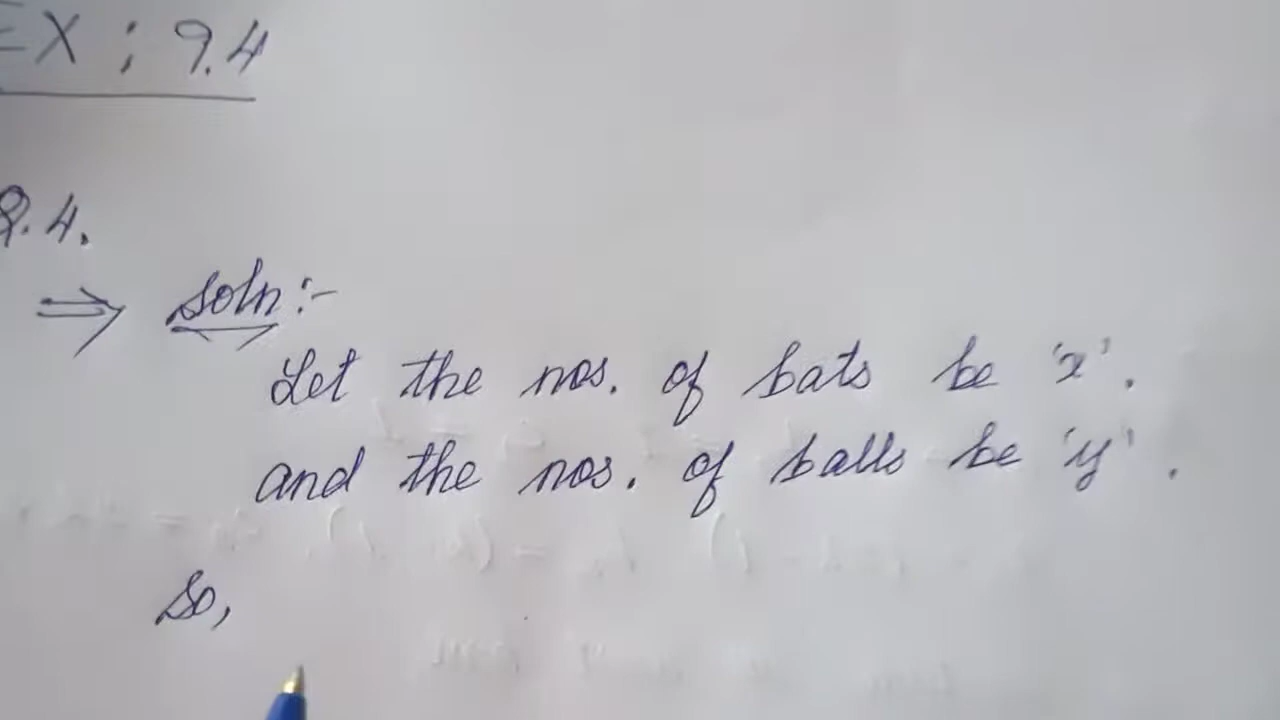 EX ; 9.4
Q.4.
⇒ Soln:-
Let the nos. of bats be 'x'.
and the nos. of balls be 'y'.
So,